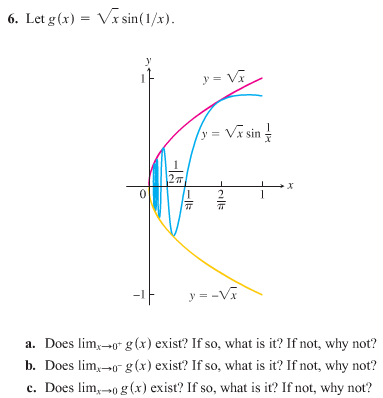 6. Let g(x) = √x sin(1/x).
y
1
y = √x
y = √x sin 1/x
1/2π
0
1/π
2/π
1
x
−1
y = −√x
a. Does lim_{x→0⁺} g(x) exist? If so, what is it? If not, why not?
b. Does lim_{x→0⁻} g(x) exist? If so, what is it? If not, why not?
c. Does lim_{x→0} g(x) exist? If so, what is it? If not, why not?